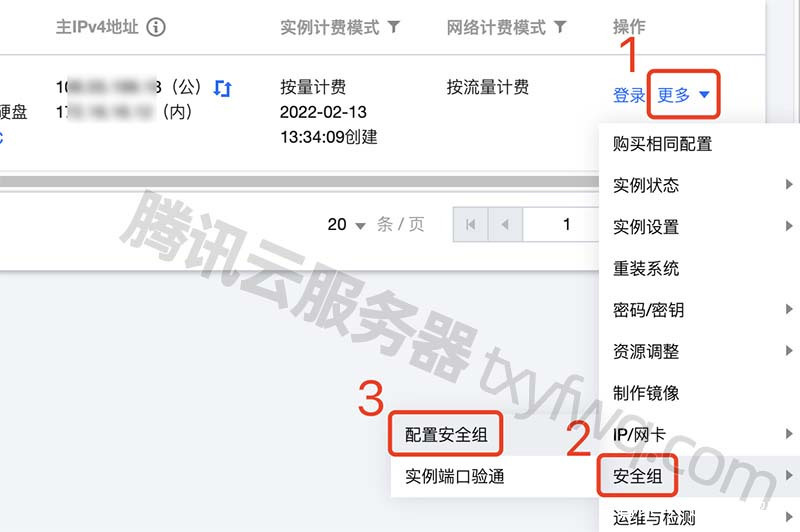 主IPv4地址 实例计费模式 网络计费模式 操作
1
（公） 按量计费 按流量计费 登录 更多
硬盘 （内） 2022-02-13
13:34:09创建
购买相同配置
实例状态
20 条 / 页 1 实例设置
重装系统
密码/密钥
资源调整
制作镜像
腾讯云服务器 txyfwq.com
3
配置安全组 2 IP/网卡
实例端口验通 安全组
运维与检测